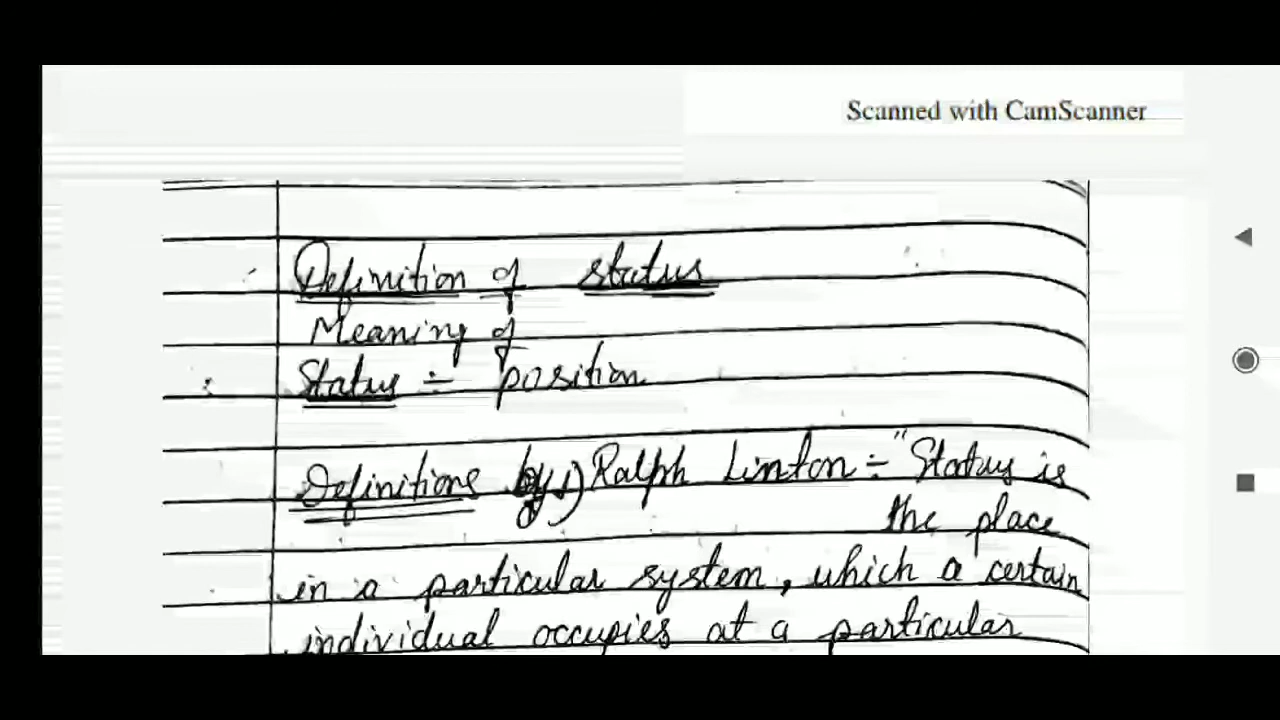 Scanned with CamScanner
Definition of status
Meaning of
Status ÷ position
Definitions by i) Ralph Linton ÷ "Status is
the place
in a particular system, which a certain
individual occupies at a particular